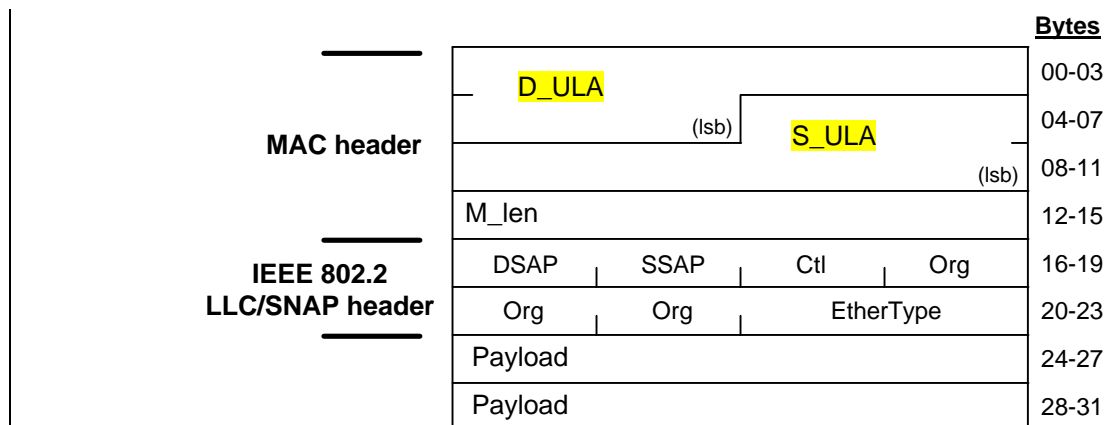 Bytes
D_ULA 00-03
(lsb) S_ULA 04-07
MAC header
(lsb) 08-11
M_len 12-15
IEEE 802.2 DSAP SSAP Ctl Org 16-19
LLC/SNAP header Org Org EtherType 20-23
Payload 24-27
Payload 28-31